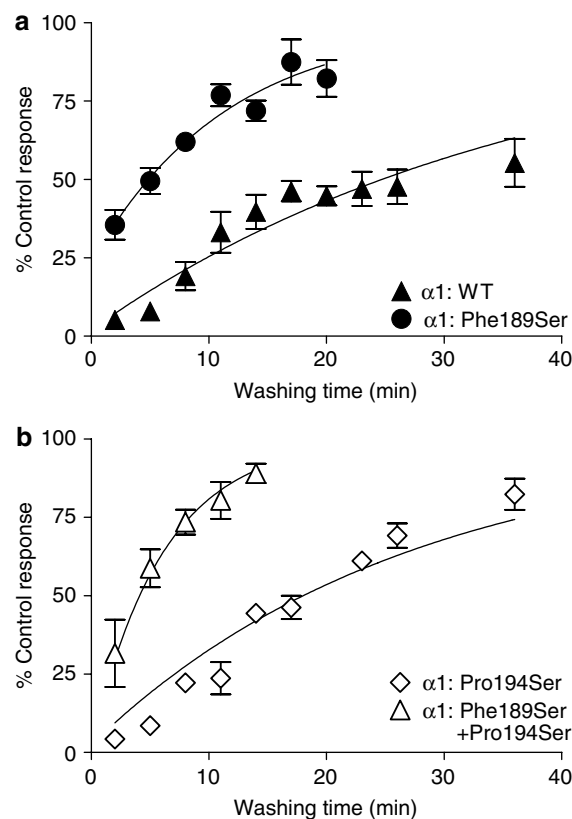 a
% Control response
100
75
50
25
0
0 10 20 30 40
Washing time (min)
α1: WT
α1: Phe189Ser
b
% Control response
100
75
50
25
0
0 10 20 30 40
Washing time (min)
α1: Pro194Ser
α1: Phe189Ser
+Pro194Ser